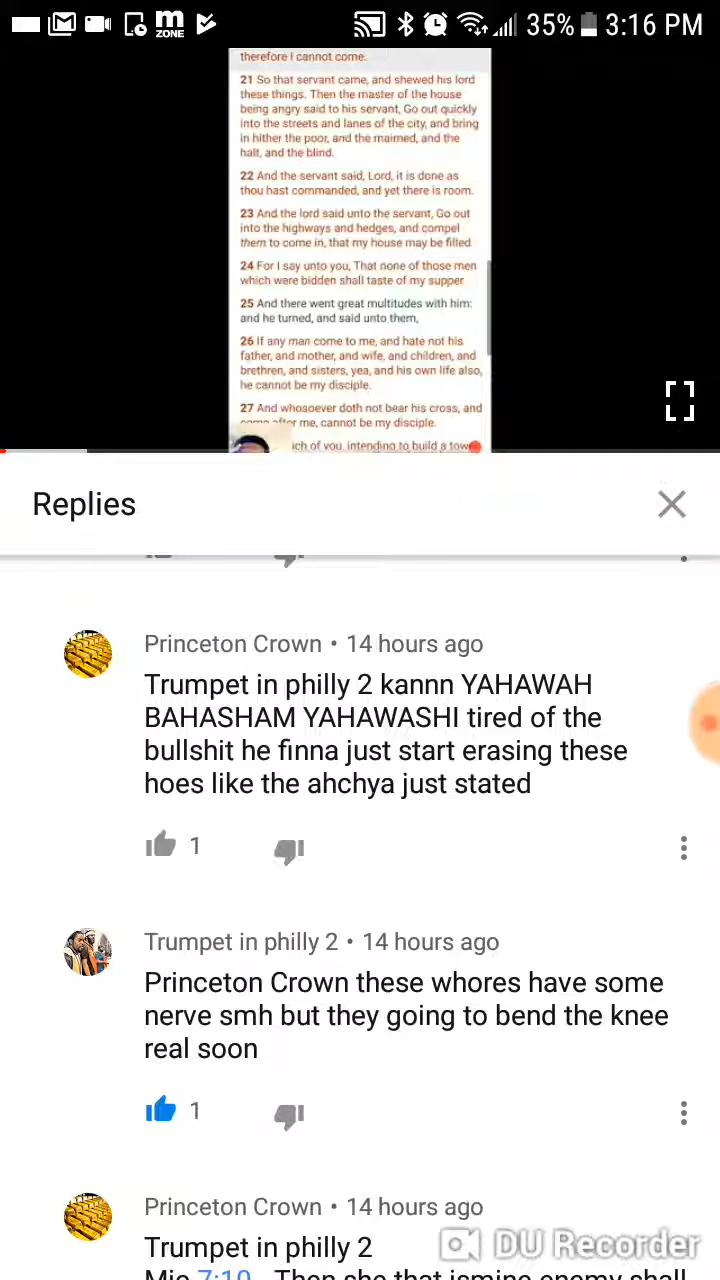 m
ZONE
35% 3:16 PM
therefore I cannot come.
21 So that servant came, and shewed his lord
these things. Then the master of the house
being angry said to his servant, Go out quickly
into the streets and lanes of the city, and bring
in hither the poor, and the maimed, and the
halt, and the blind.
22 And the servant said, Lord, it is done as
thou hast commanded, and yet there is room.
23 And the lord said unto the servant, Go out
into the highways and hedges, and compel
them to come in, that my house may be filled
24 For I say unto you, That none of those men
which were bidden shall taste of my supper
25 And there went great multitudes with him:
and he turned, and said unto them,
26 If any man come to me, and hate not his
father, and mother, and wife, and children, and
brethren, and sisters, yea, and his own life also,
he cannot be my disciple.
27 And whosoever doth not bear his cross, and
come after me, cannot be my disciple.
of you, intending to build a tower
Replies
Princeton Crown • 14 hours ago
Trumpet in philly 2 kannn YAHAWAH
BAHASHAM YAHAWASHI tired of the
bullshit he finna just start erasing these
hoes like the ahchya just stated
1
Trumpet in philly 2 • 14 hours ago
Princeton Crown these whores have some
nerve smh but they going to bend the knee
real soon
1
Princeton Crown • 14 hours ago
Trumpet in philly 2
DU Recorder
Mic 7:10 Then she that is mine enemy shall